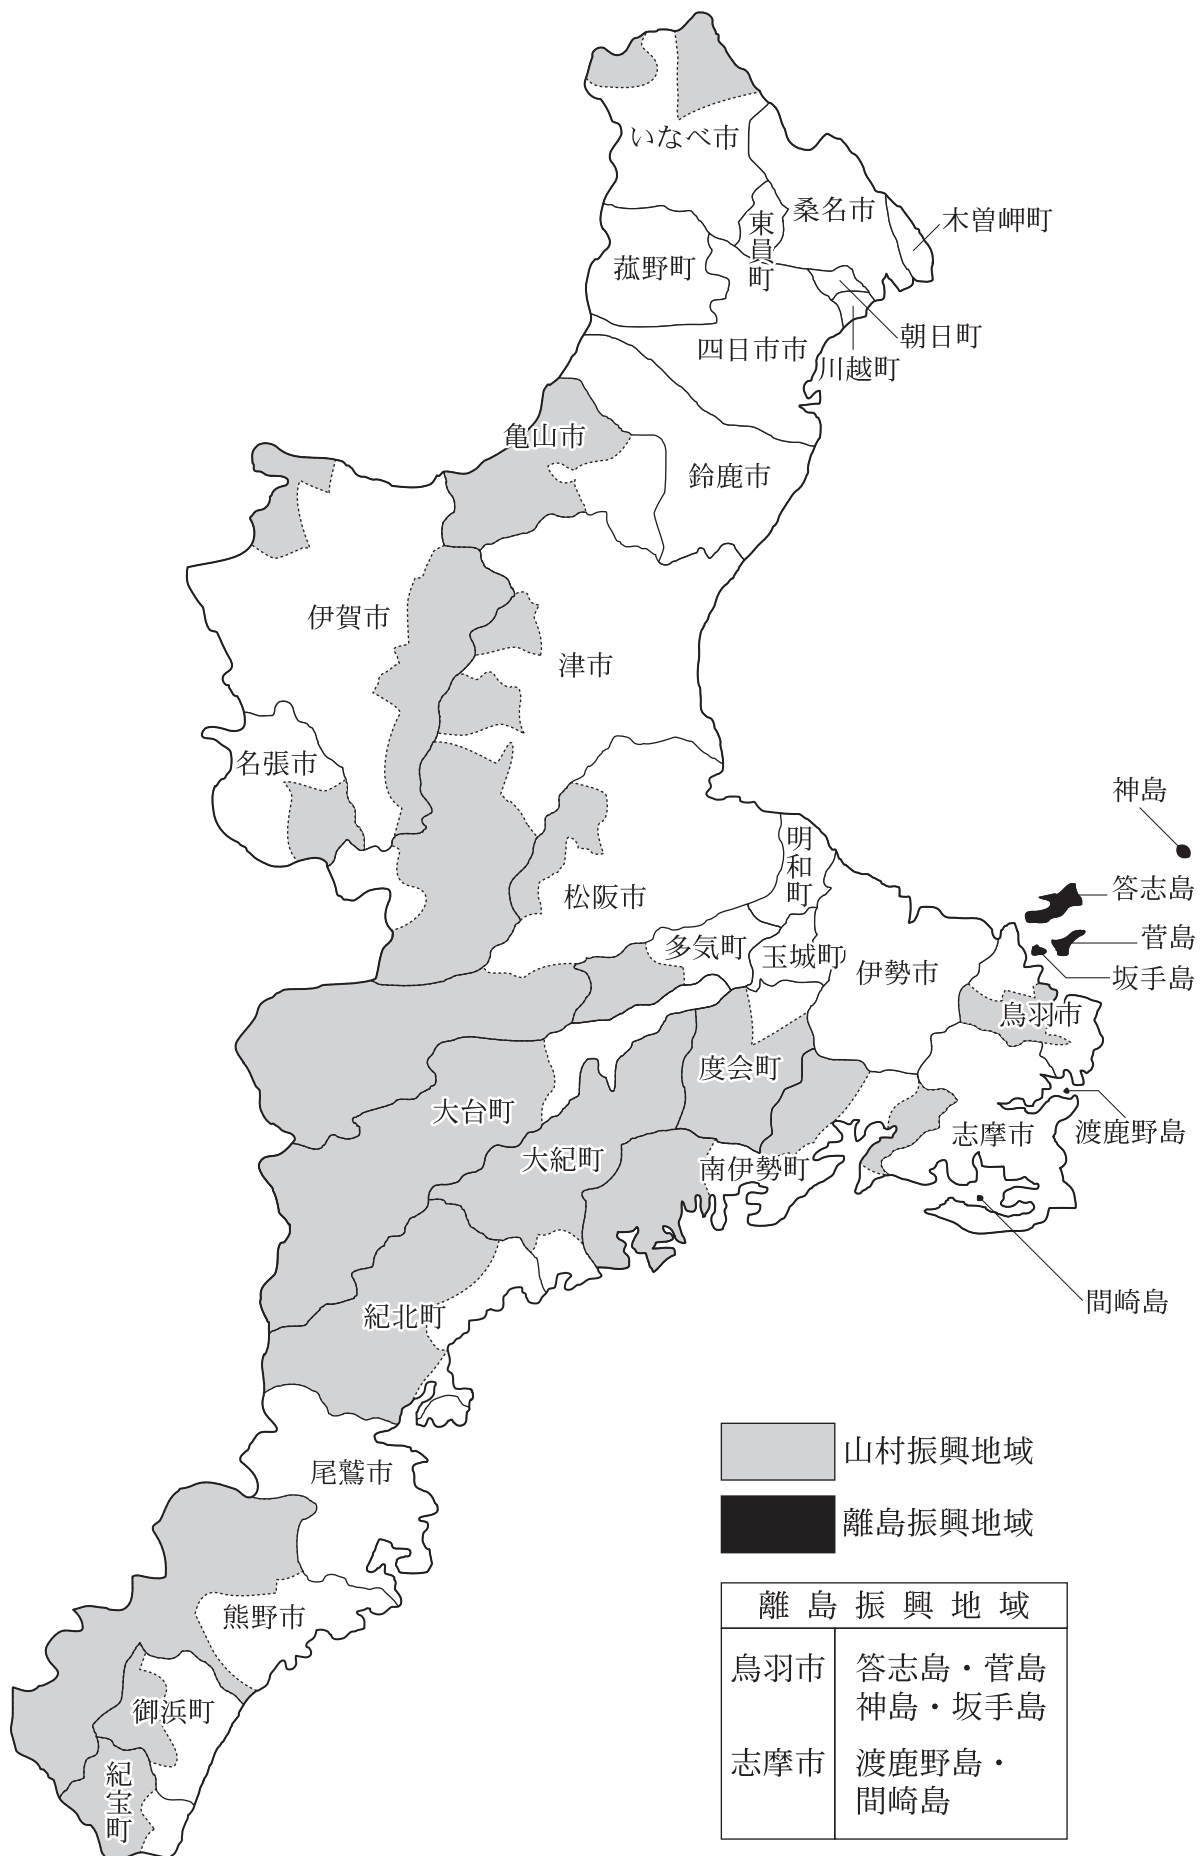 いなべ市
桑名市
木曽岬町
東員町
菰野町
朝日町
四日市市
川越町
亀山市
鈴鹿市
伊賀市
津市
名張市
神島
明和町
答志島
松阪市
菅島
多気町
玉城町
伊勢市
坂手島
鳥羽市
度会町
大台町
志摩市
渡鹿野島
大紀町
南伊勢町
間崎島
紀北町
山村振興地域
尾鷲市
離島振興地域
離島振興地域
熊野市
鳥羽市
答志島・菅島
神島・坂手島
御浜町
志摩市
渡鹿野島・
間崎島
紀宝町